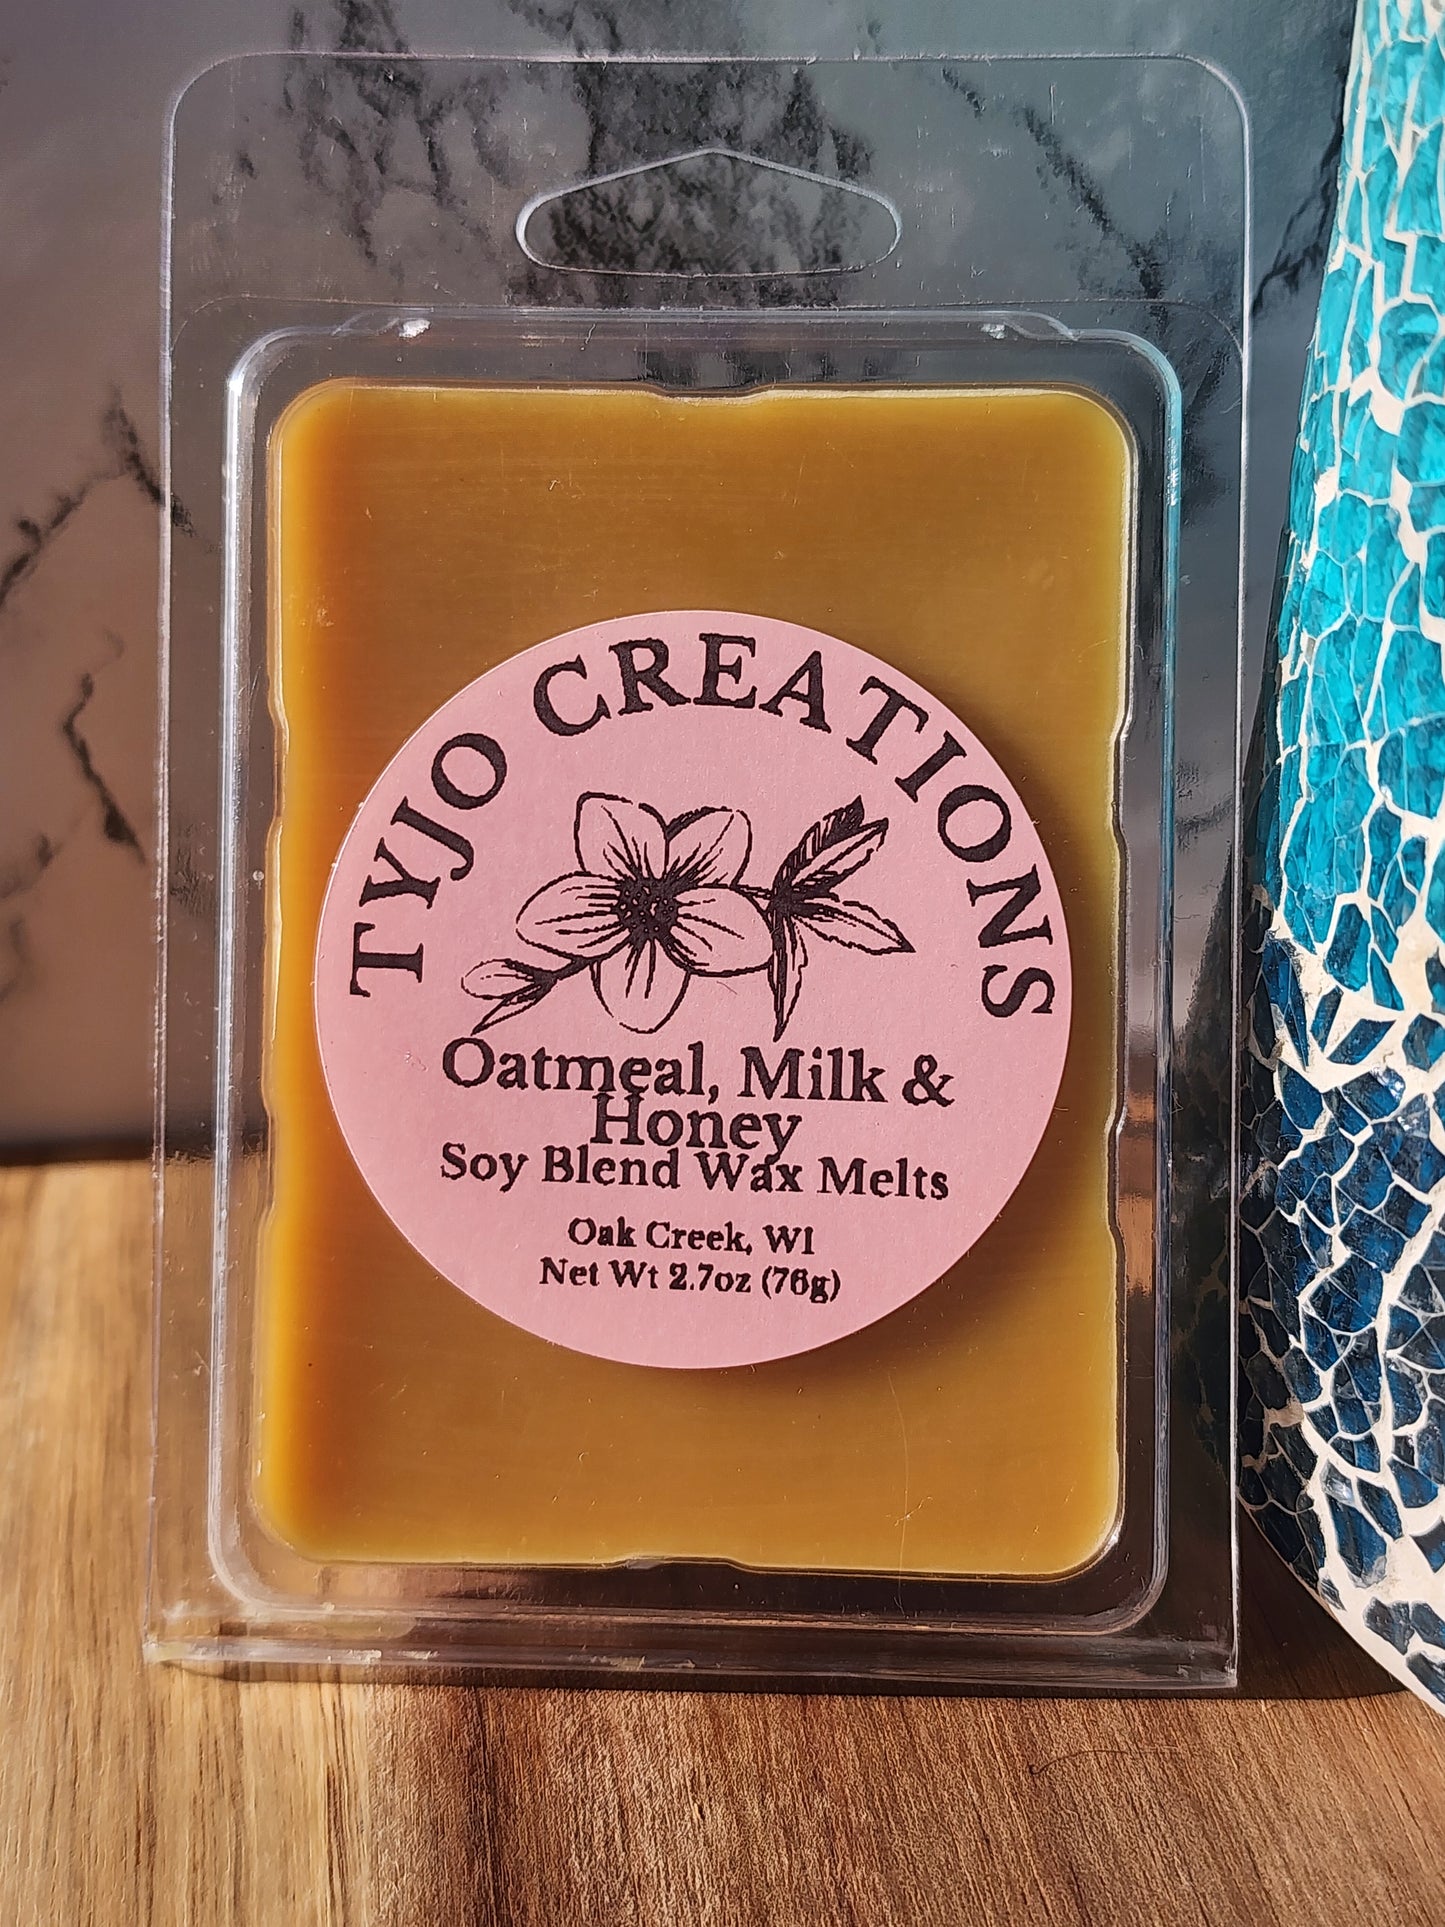 TYJO CREATIONS
Oatmeal, Milk &
Honey
Soy Blend Wax Melts
Oak Creek, WI
Net Wt 2.7oz (76g)